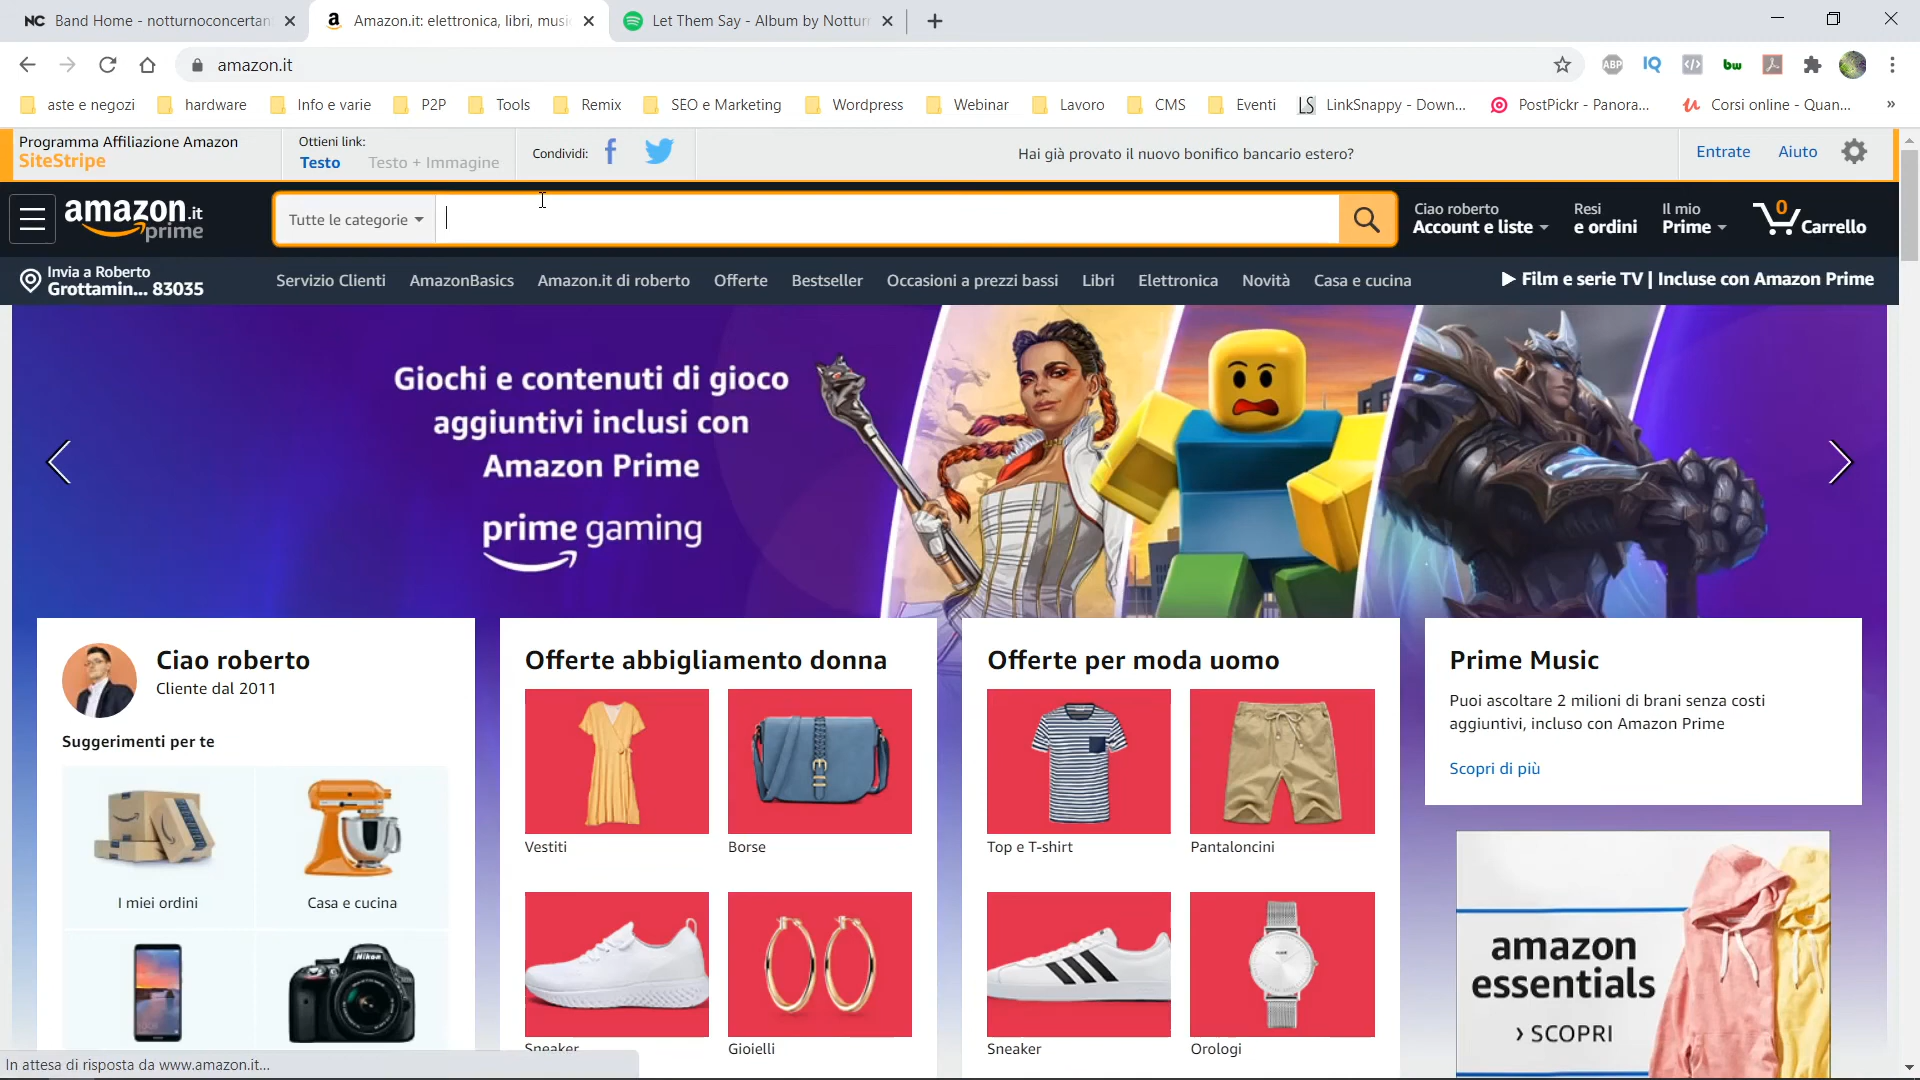 NC Band Home - notturnoconcertan
Amazon.it: elettronica, libri, musi
Let Them Say - Album by Nottur
amazon.it
ABP
IQ
bw
aste e negozi
hardware
Info e varie
P2P
Tools
Remix
SEO e Marketing
Wordpress
Webinar
Lavoro
CMS
Eventi
LS LinkSnappy - Down...
PostPickr - Panora...
Corsi online - Quan...
»
Programma Affiliazione Amazon
SiteStripe
Ottieni link:
Testo Testo + Immagine
Condividi:
Hai già provato il nuovo bonifico bancario estero?
Entrate
Aiuto
amazon.it
prime
Tutte le categorie
Ciao roberto
Account e liste
Resi
e ordini
Il mio
Prime
0
Carrello
Invia a Roberto
Grottamin... 83035
Servizio Clienti
AmazonBasics
Amazon.it di roberto
Offerte
Bestseller
Occasioni a prezzi bassi
Libri
Elettronica
Novità
Casa e cucina
Film e serie TV | Incluse con Amazon Prime
Giochi e contenuti di gioco
aggiuntivi inclusi con
Amazon Prime
prime gaming
Ciao roberto
Cliente dal 2011
Suggerimenti per te
I miei ordini
Casa e cucina
Nikon
Offerte abbigliamento donna
Vestiti
Borse
Sneaker
Gioielli
Offerte per moda uomo
Top e T-shirt
Pantaloncini
Sneaker
Orologi
Prime Music
Puoi ascoltare 2 milioni di brani senza costi
aggiuntivi, incluso con Amazon Prime
Scopri di più
amazon
essentials
› SCOPRI
In attesa di risposta da www.amazon.it...